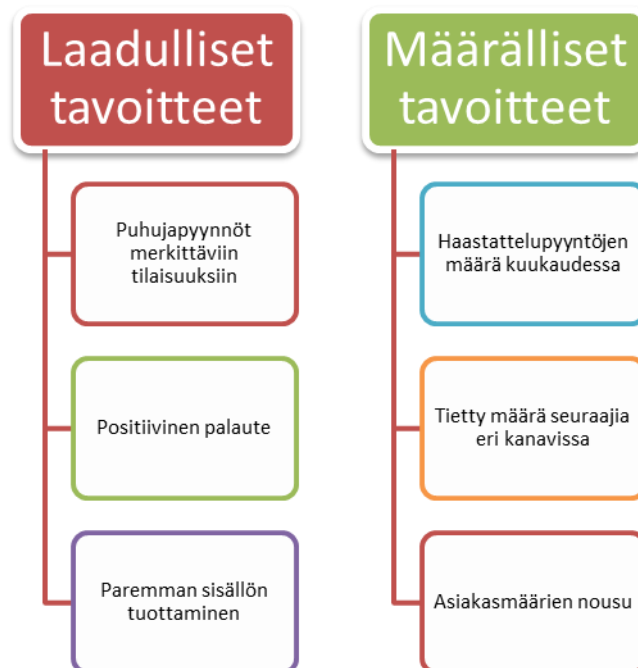 Laadulliset
tavoitteet
Puhujapyynnöt
merkittäviin
tilaisuuksiin
Positiivinen palaute
Paremman sisällön
tuottaminen
Määrälliset
tavoitteet
Haastattelupyyntöjen
määrä kuukaudessa
Tietty määrä seuraajia
eri kanavissa
Asiakasmäärien nousu